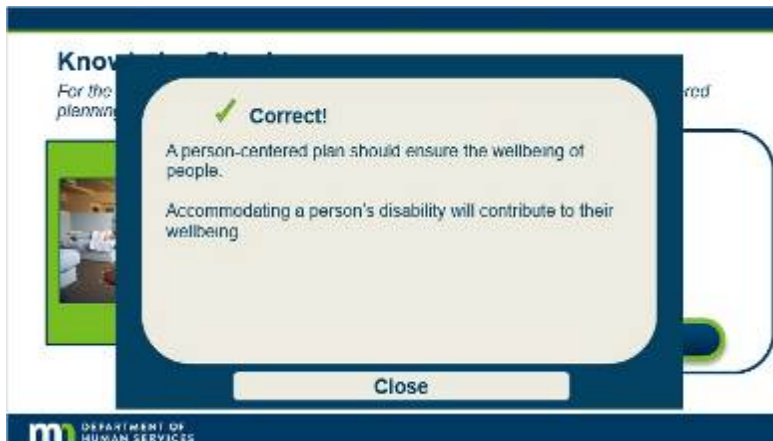 Know
For the
red
planning
Correct!
A person-centered plan should ensure the wellbeing of
people.
Accommodating a person's disability will contribute to their
wellbeing
Close
DEPARTMENT OF
HUMAN SERVICES